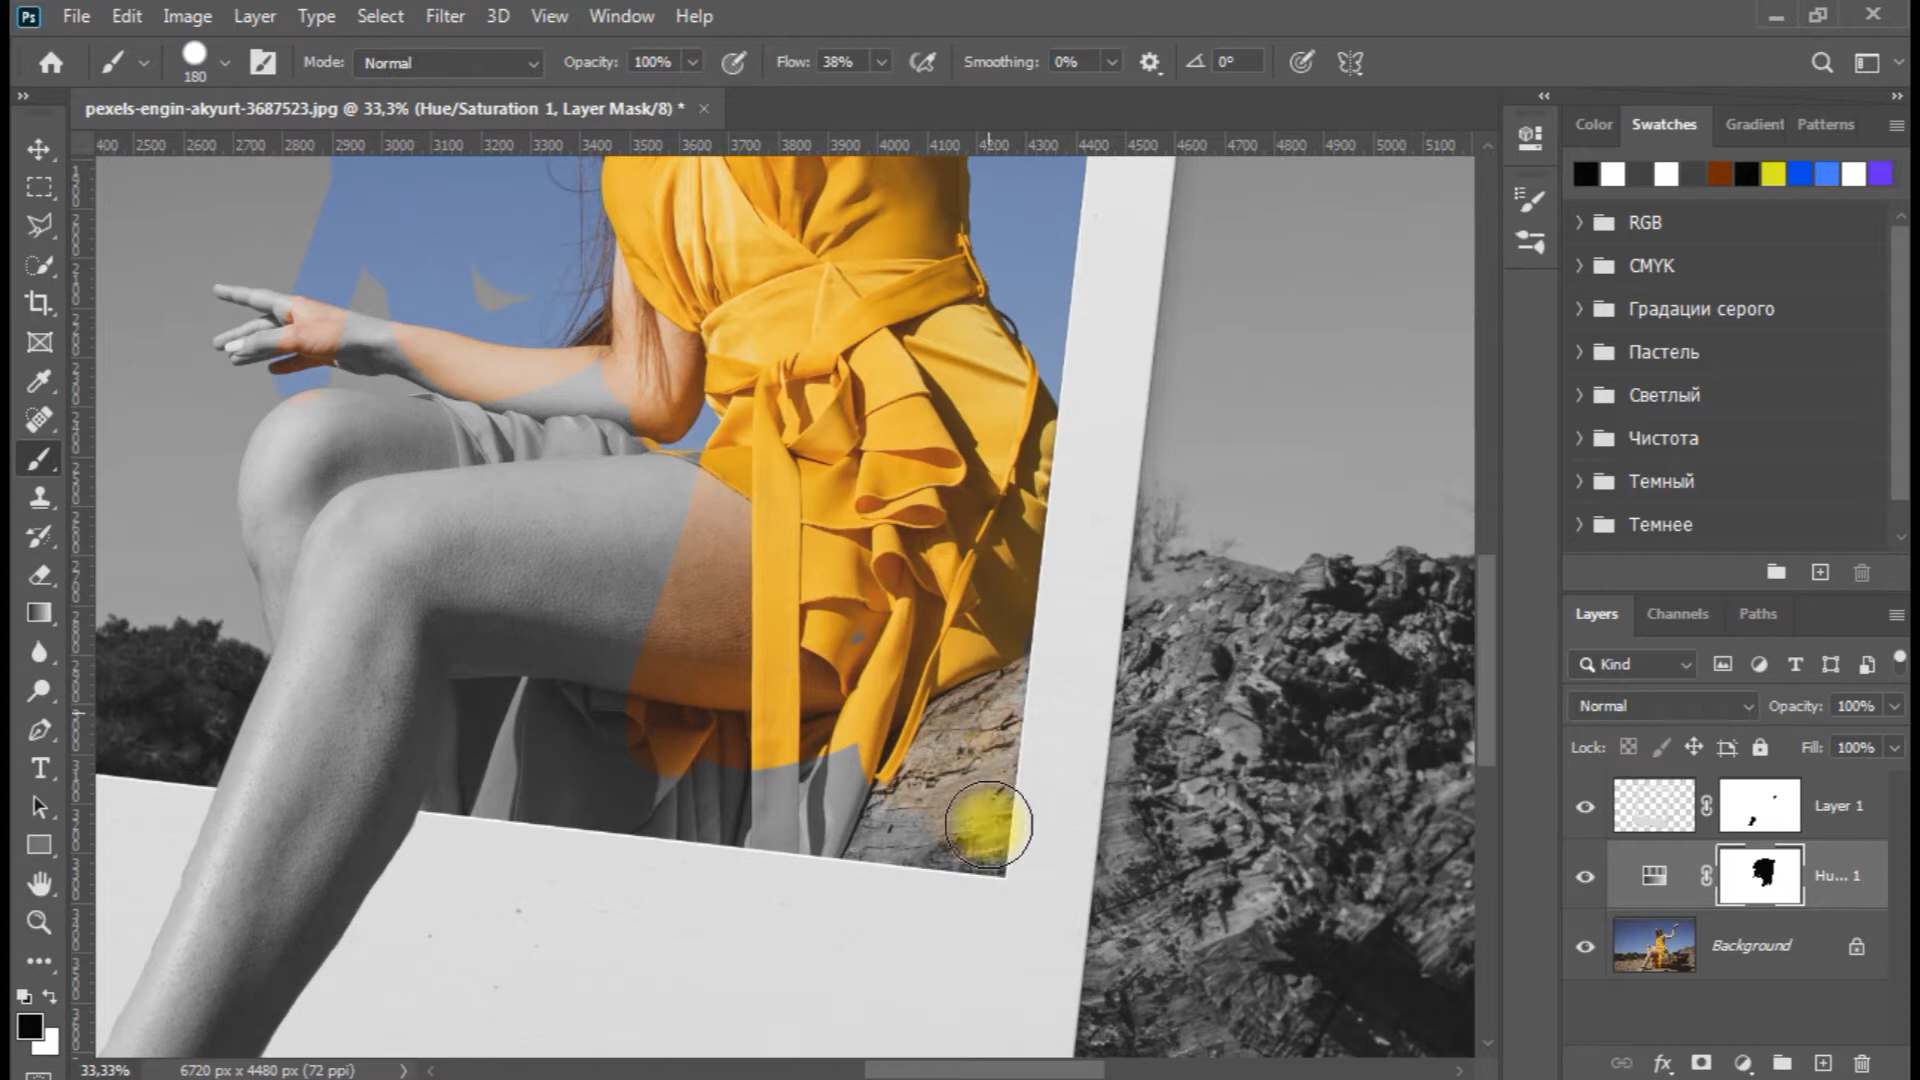 Ps File Edit Image Layer Type Select Filter 3D View Window Help
180 Mode: Normal Opacity: 100% Flow: 38% Smoothing: 0% 0°
pexels-engin-akyurt-3687523.jpg @ 33,3% (Hue/Saturation 1, Layer Mask/8) *
400 2500 2600 2700 2800 2900 3000 3100 3200 3300 3400 3500 3600 3700 3800 3900 4000 4100 4200 4300 4400 4500 4600 4700 4800 4900 5000 5100
Color Swatches Gradient Patterns
RGB
CMYK
Градации серого
Пастель
Светлый
Чистота
Темный
Темнее
Layers Channels Paths
Kind
Normal Opacity: 100%
Lock: Fill: 100%
Layer 1
Hu... 1
Background
fx
33,33% 6720 px x 4480 px (72 ppi)